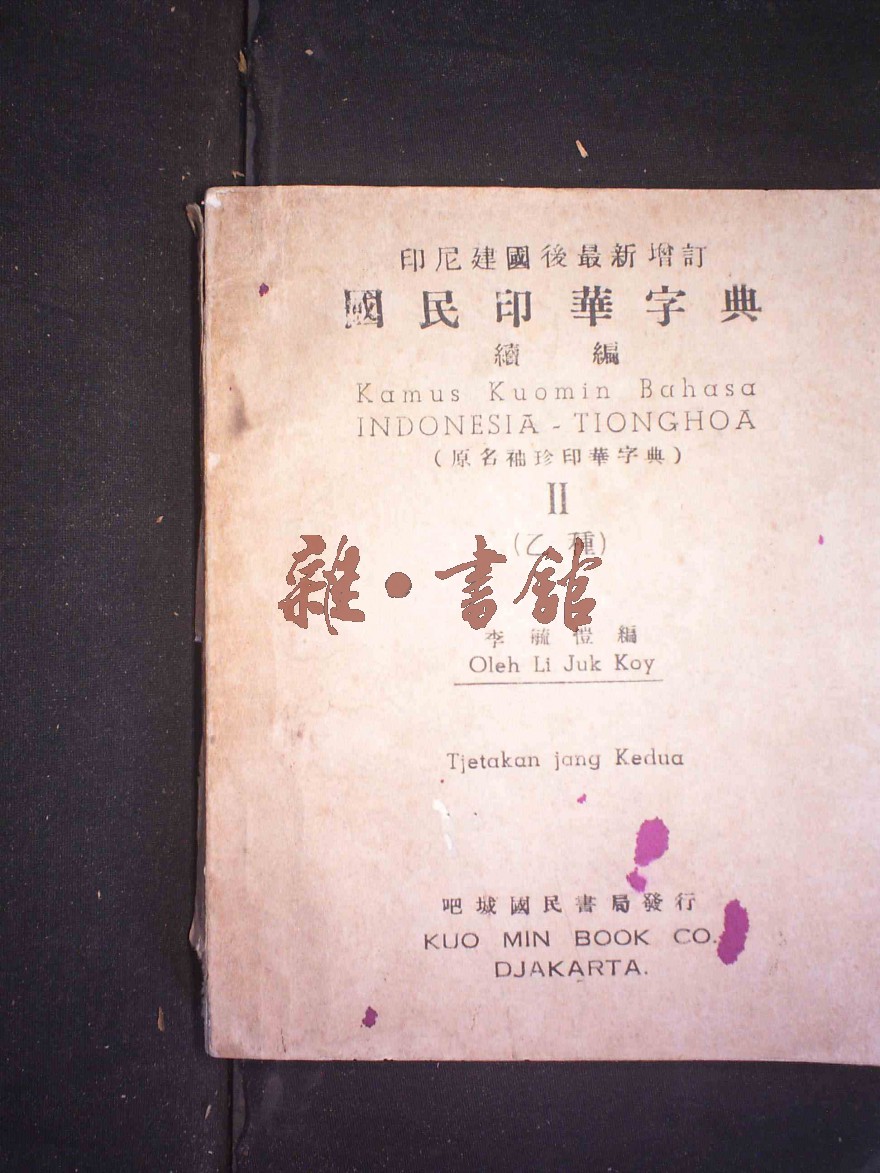 印尼建國後最新增訂
國民印華字典
續編
Kamus Kuomin Bahasa
INDONESIA - TIONGHOA
(原名袖珍印華字典)
II
(乙種)
雜・書館
李毓愷編
Oleh Li Juk Koy
Tjetakan jang Kedua
吧城國民書局發行
KUO MIN BOOK CO.
DJAKARTA.